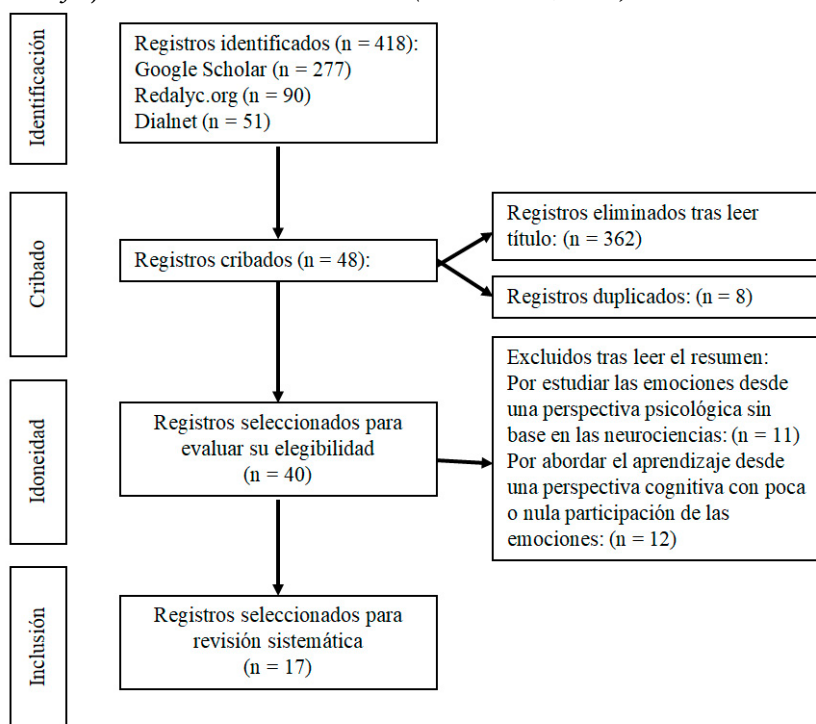 Identificación
Registros identificados (n = 418):
Google Scholar (n = 277)
Redalyc.org (n = 90)
Dialnet (n = 51)
Cribado
Registros cribados (n = 48):
Registros eliminados tras leer
título: (n = 362)
Registros duplicados: (n = 8)
Idoneidad
Registros seleccionados para
evaluar su elegibilidad
(n = 40)
Excluidos tras leer el resumen:
Por estudiar las emociones desde
una perspectiva psicológica sin
base en las neurociencias: (n = 11)
Por abordar el aprendizaje desde
una perspectiva cognitiva con poca
o nula participación de las
emociones: (n = 12)
Inclusión
Registros seleccionados para
revisión sistemática
(n = 17)